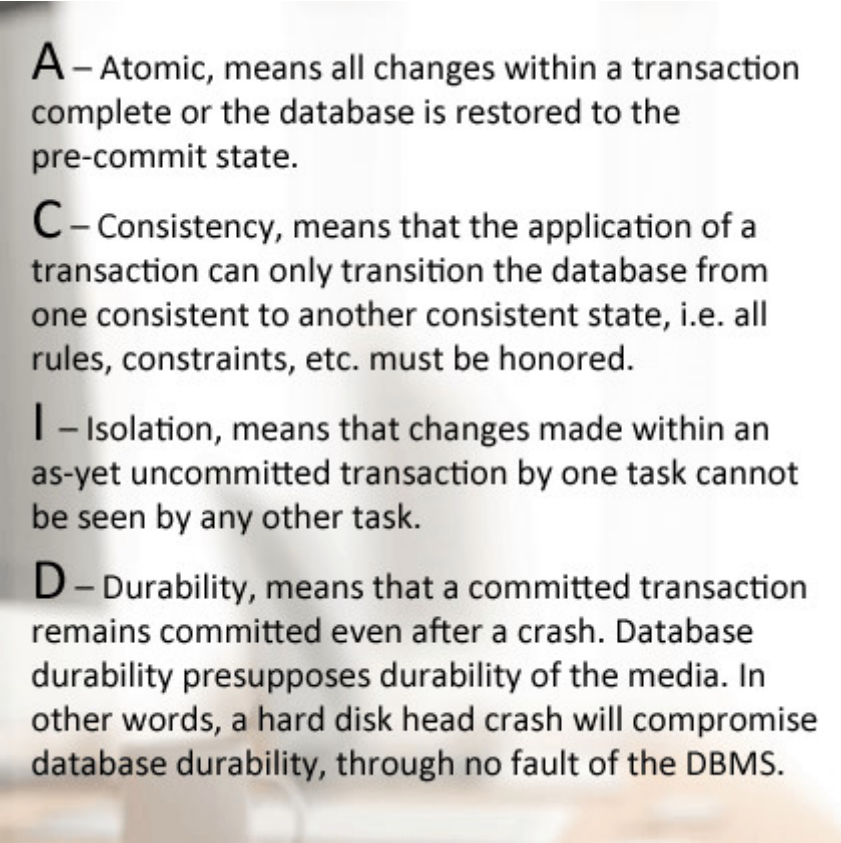 A – Atomic, means all changes within a transaction
complete or the database is restored to the
pre-commit state.
C – Consistency, means that the application of a
transaction can only transition the database from
one consistent to another consistent state, i.e. all
rules, constraints, etc. must be honored.
I – Isolation, means that changes made within an
as-yet uncommitted transaction by one task cannot
be seen by any other task.
D – Durability, means that a committed transaction
remains committed even after a crash. Database
durability presupposes durability of the media. In
other words, a hard disk head crash will compromise
database durability, through no fault of the DBMS.